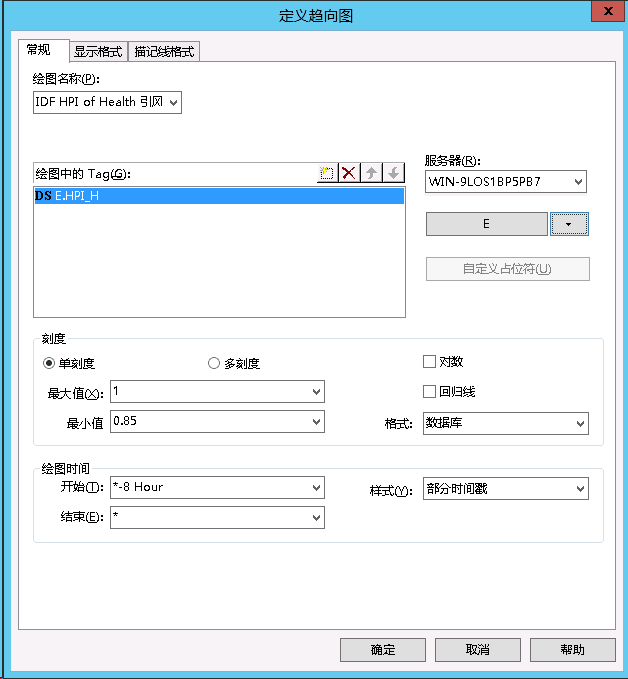 定义趋向图
常规 显示格式 描记线格式
绘图名称(P):
IDF HPI of Health 引风
绘图中的 Tag(G):
DS E.HPI_H
服务器(R):
WIN-9LOS1BP5PB7
E
自定义占位符(U)
刻度
单刻度 多刻度 对数
最大值(X): 1 回归线
最小值 0.85 格式: 数据库
绘图时间
开始(T): *-8 Hour 样式(Y): 部分时间戳
结束(E): *
确定 取消 帮助